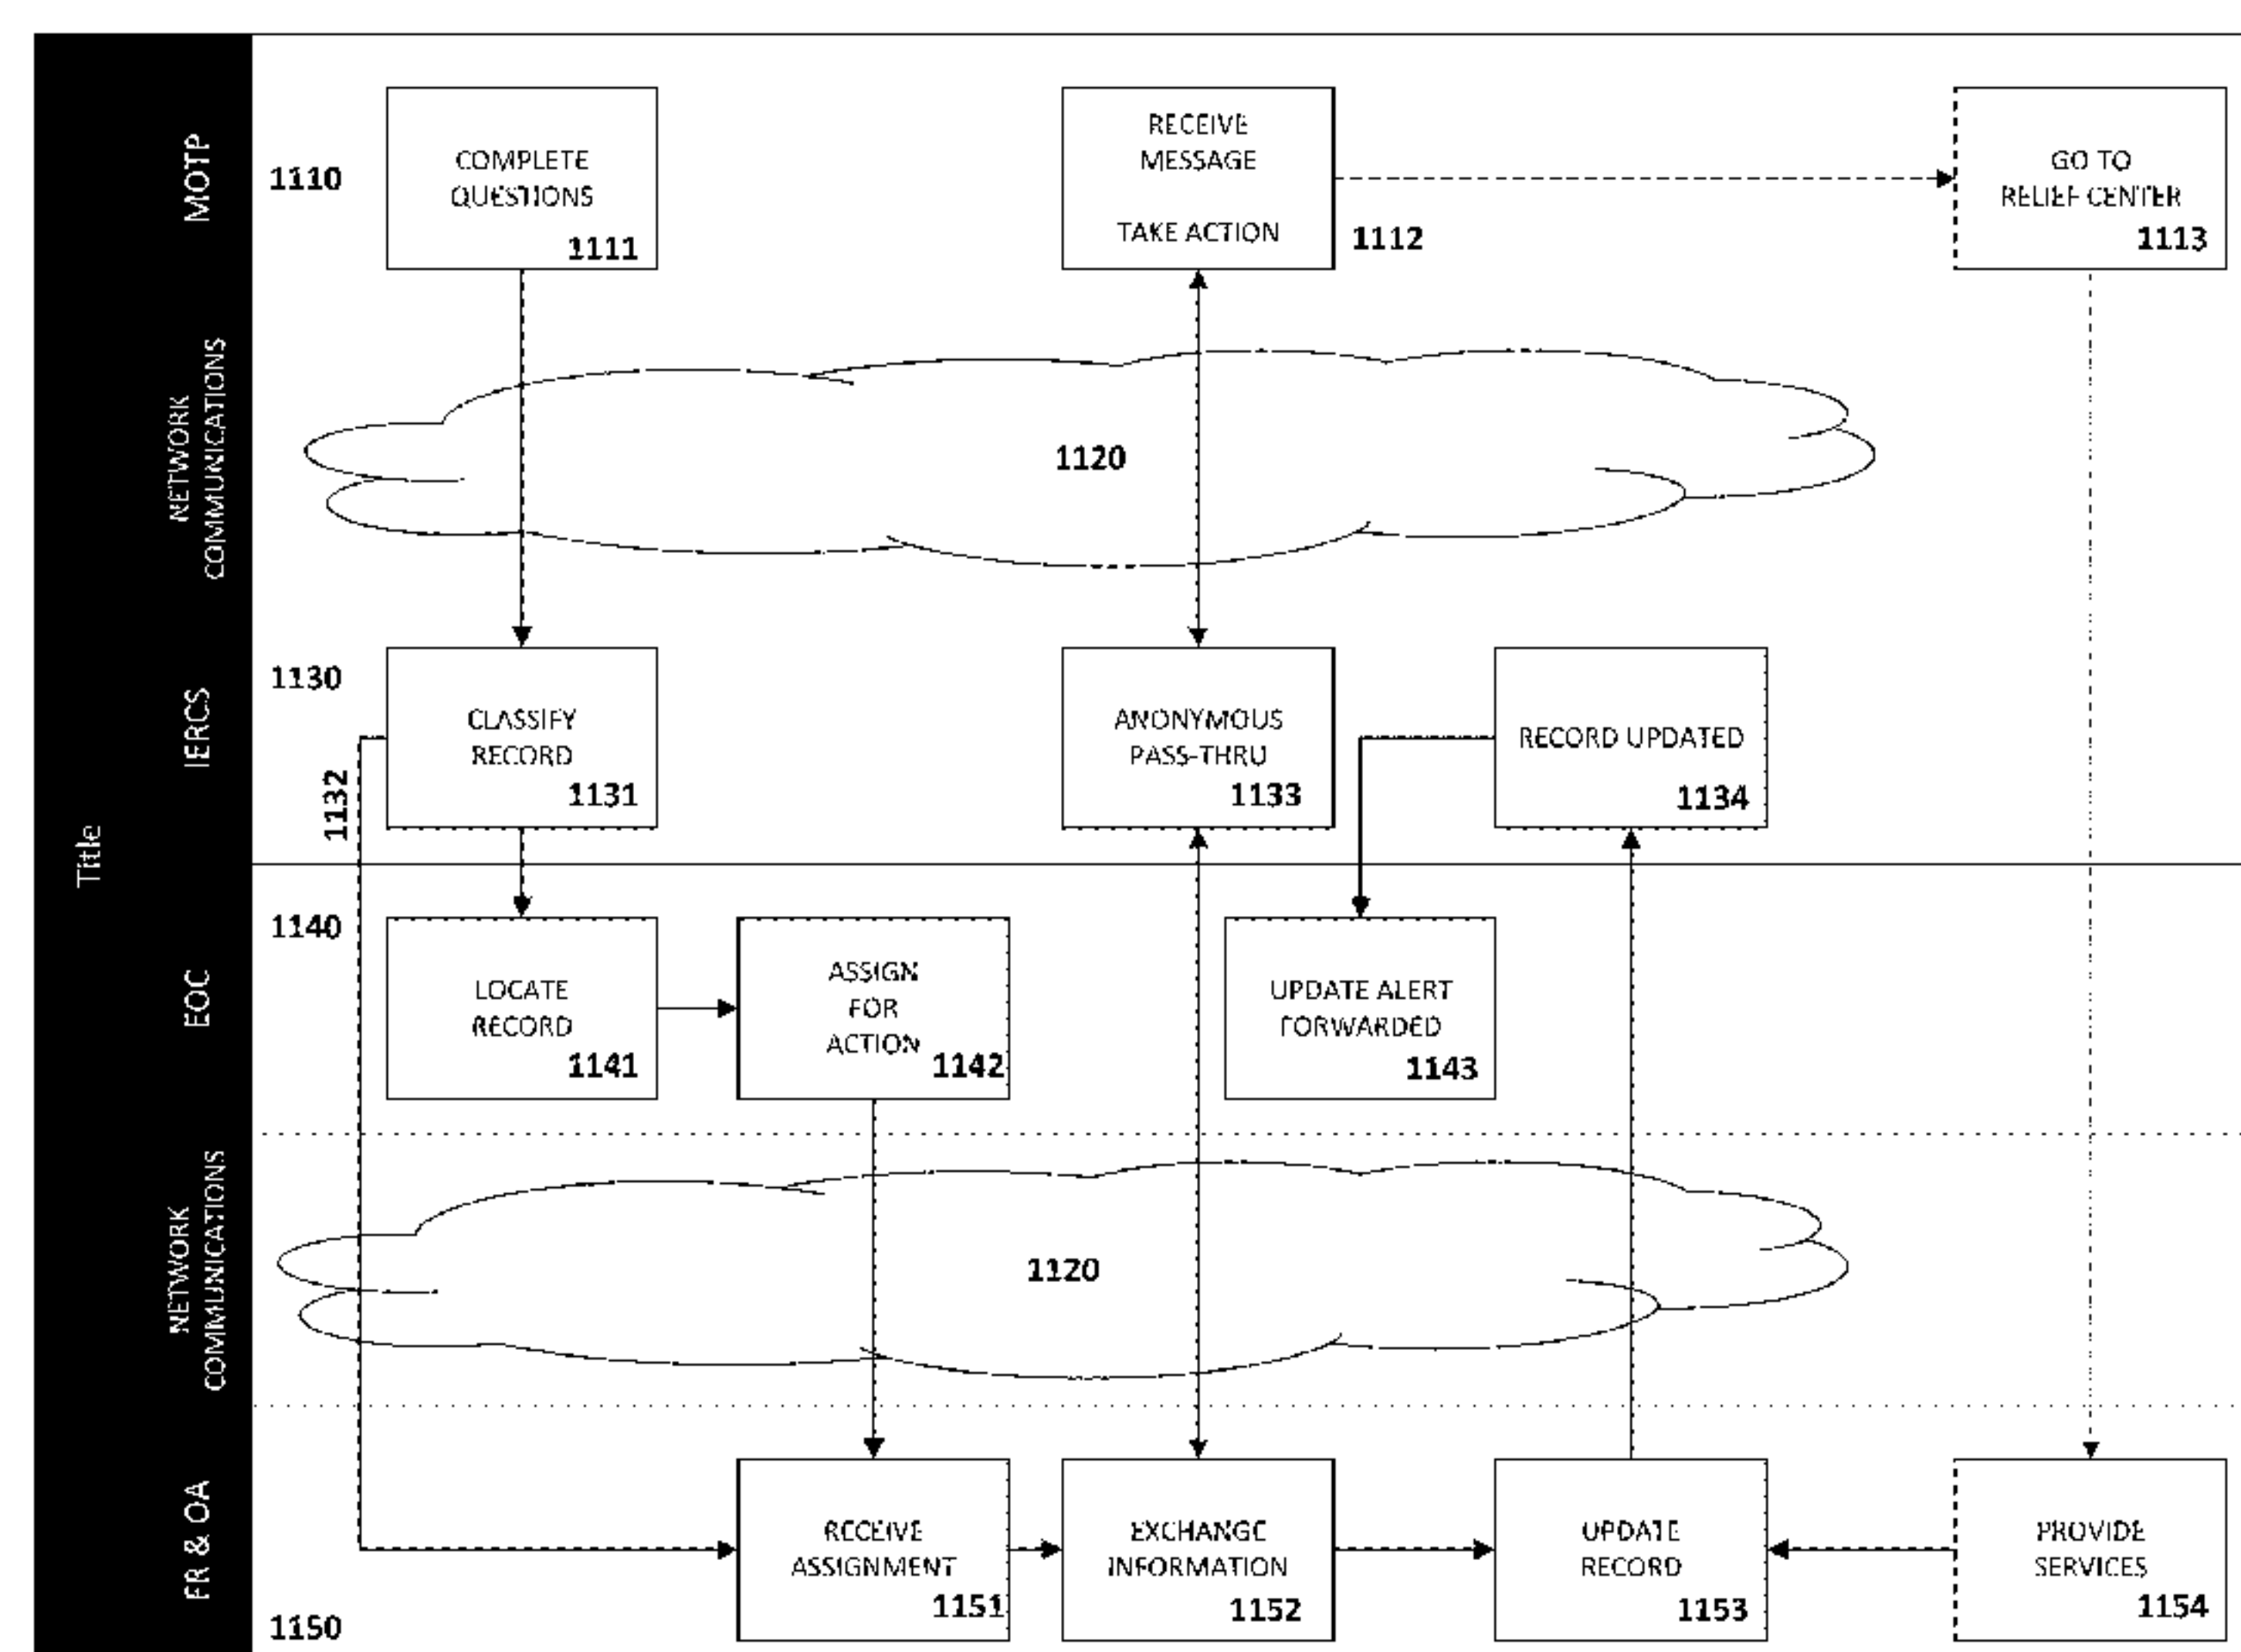 Title
MOTP
1110
COMPLETE
QUESTIONS
1111
RECEIVE
MESSAGE
TAKE ACTION
1112
GO TO
RELIEF CENTER
1113
NETWORK
COMMUNICATIONS
1120
IERCS
1130
CLASSIFY
RECORD
1131
1132
ANONYMOUS
PASS-THRU
1133
RECORD UPDATED
1134
EOC
1140
LOCATE
RECORD
1141
ASSIGN
FOR
ACTION
1142
UPDATE ALERT
FORWARDED
1143
NETWORK
COMMUNICATIONS
1120
FR & OA
1150
RECEIVE
ASSIGNMENT
1151
EXCHANGE
INFORMATION
1152
UPDATE
RECORD
1153
PROVIDE
SERVICES
1154